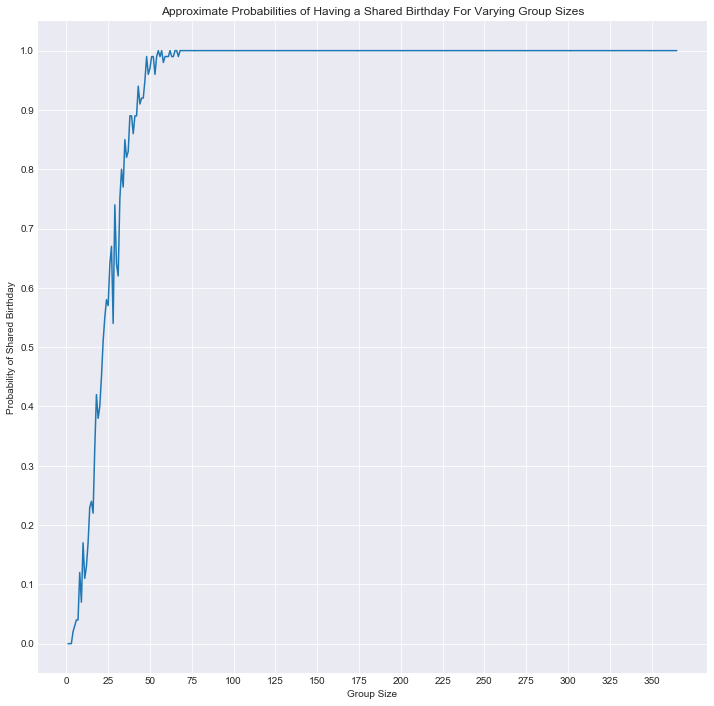 Approximate Probabilities of Having a Shared Birthday For Varying Group Sizes
1.0
0.9
0.8
0.7
0.6
0.5
0.4
0.3
0.2
0.1
0.0
Probability of Shared Birthday
0 25 50 75 100 125 150 175 200 225 250 275 300 325 350
Group Size